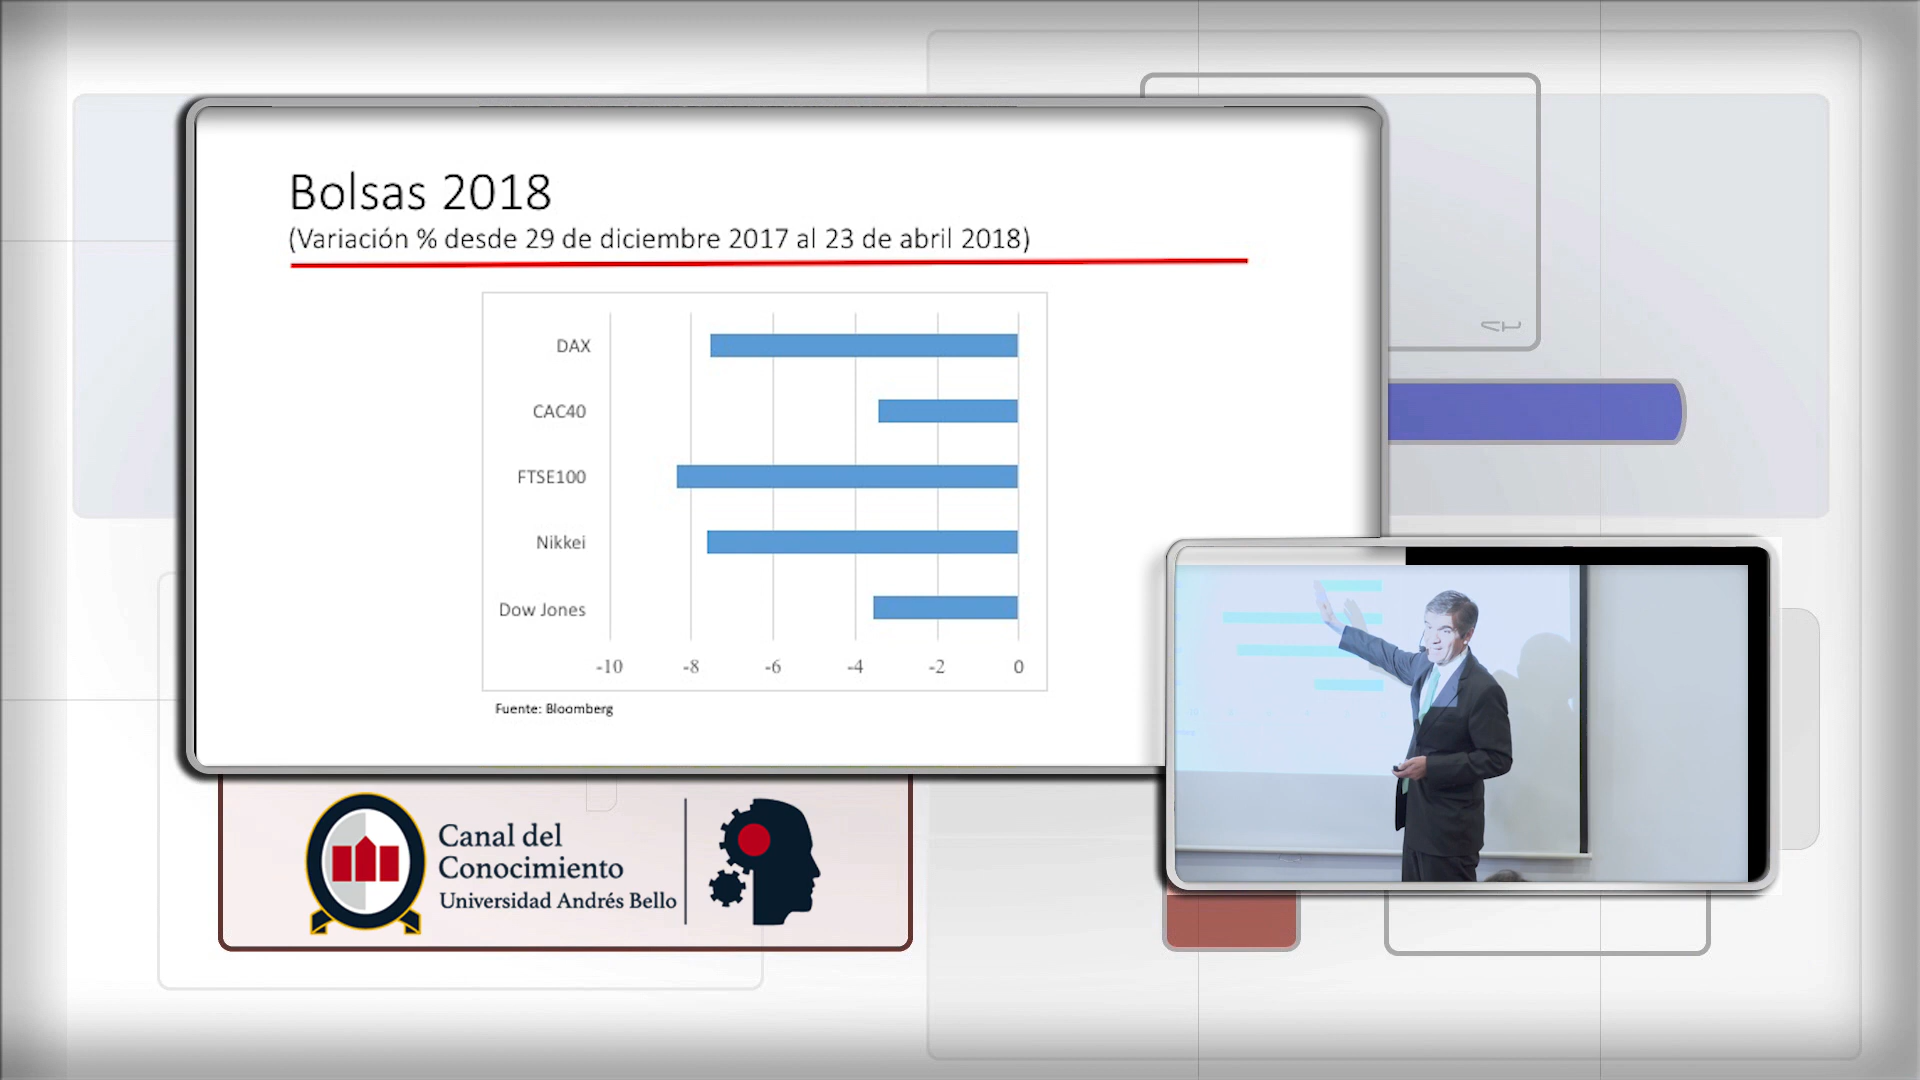 Bolsas 2018
(Variación % desde 29 de diciembre 2017 al 23 de abril 2018)
DAX
CAC40
FTSE100
Nikkei
Dow Jones
-10 -8 -6 -4 -2 0
Fuente: Bloomberg
Canal del
Conocimiento
Universidad Andrés Bello